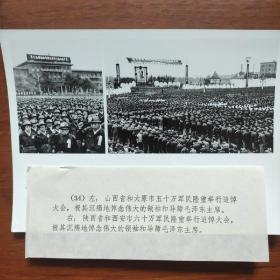 (34) 左：山西省和太原市五十万军民隆重举行追悼
大会，极其沉痛地悼念伟大的领袖和导师毛泽东主席。
右：陕西省和西安市六十万军民隆重举行追悼大会，
极其沉痛地悼念伟大的领袖和导师毛泽东主席。